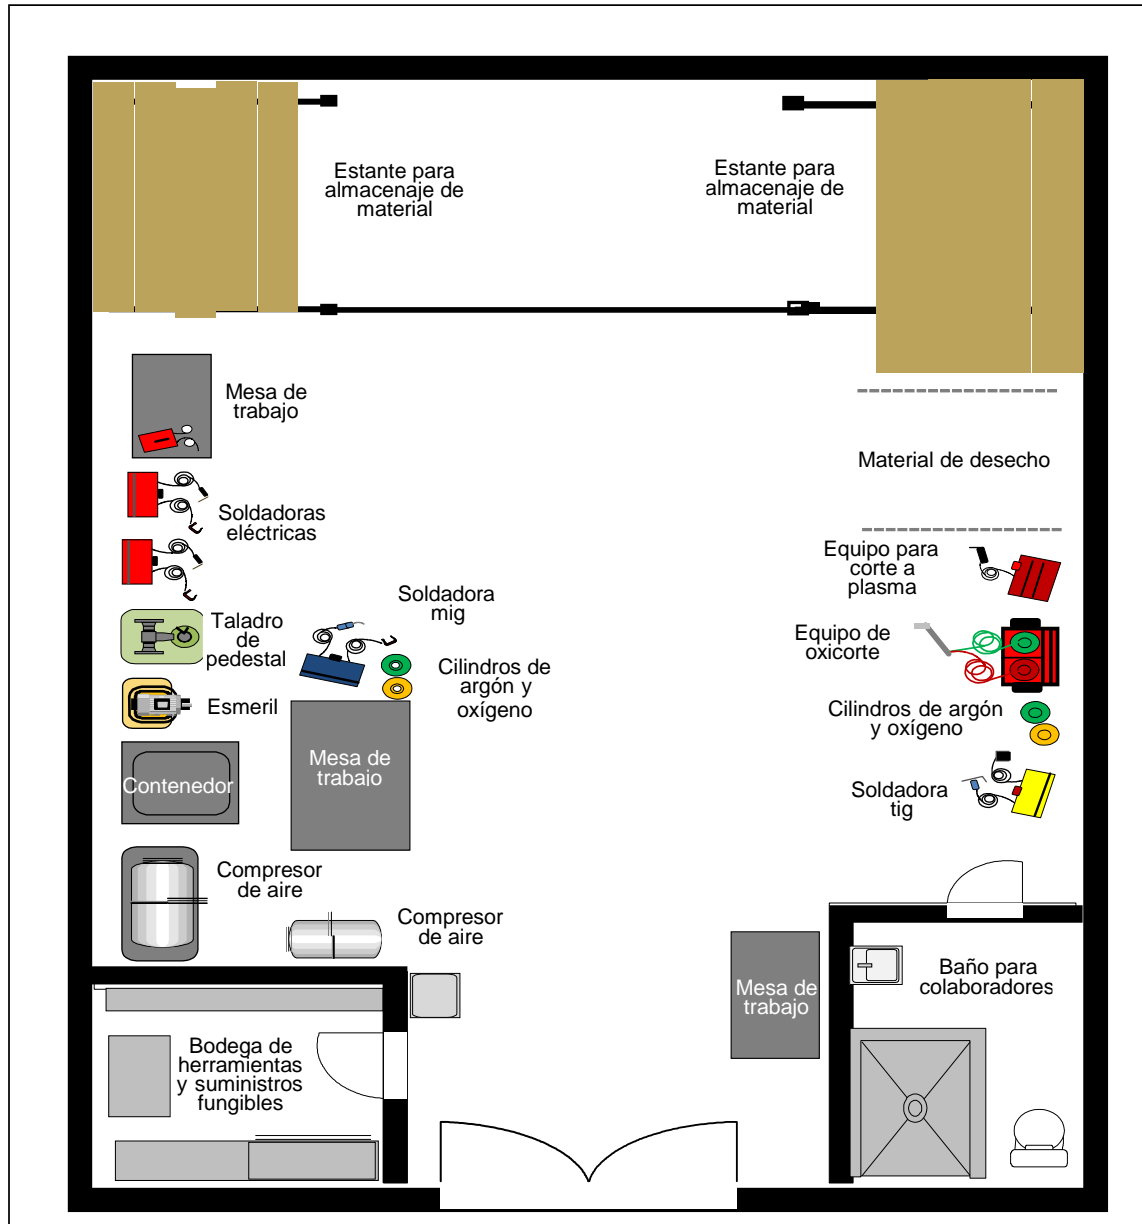 Estante para
almacenaje de
material
Estante para
almacenaje de
material
Mesa de
trabajo
Material de desecho
Soldadoras
eléctricas
Equipo para
corte a
plasma
Soldadora
mig
Taladro
de
pedestal
Equipo de
oxicorte
Cilindros de
argón y
oxígeno
Esmeril
Cilindros de argón
y oxígeno
Mesa de
trabajo
Contenedor
Soldadora
tig
Compresor
de aire
Compresor
de aire
Mesa de
trabajo
Baño para
colaboradores
Bodega de
herramientas
y suministros
fungibles